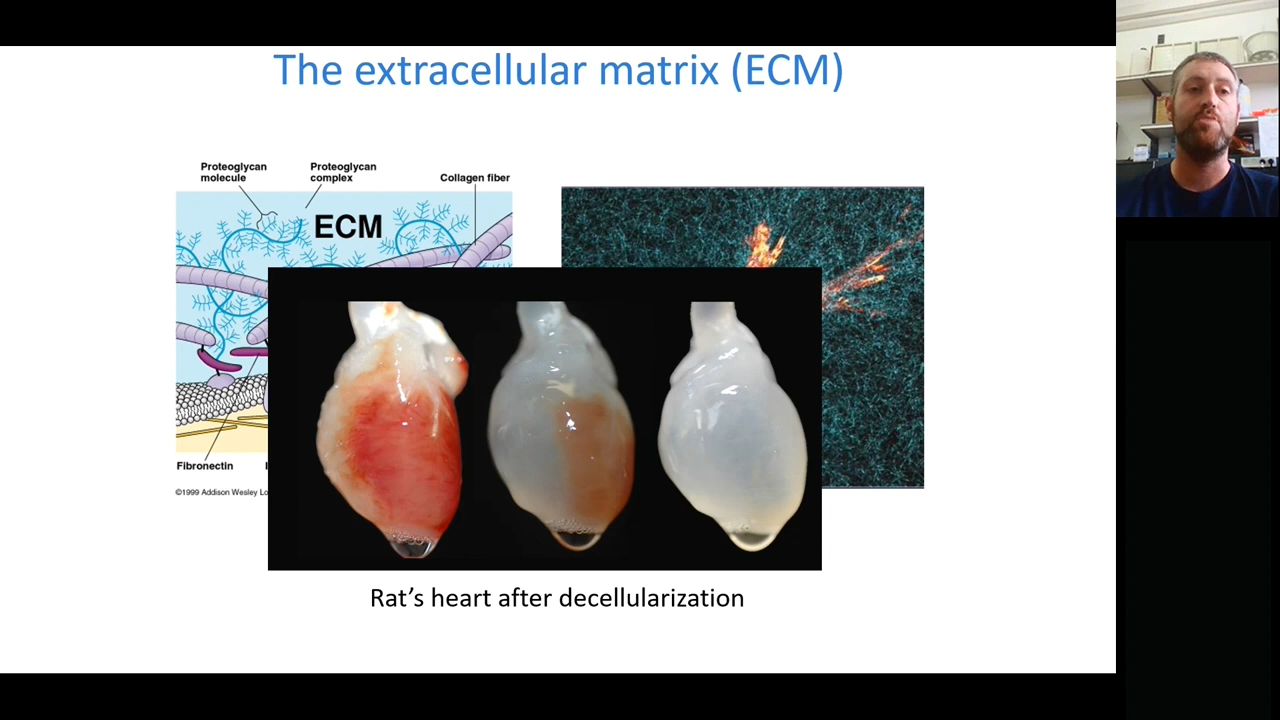 The extracellular matrix (ECM)
Proteoglycan
molecule
Proteoglycan
complex
Collagen fiber
ECM
Fibronectin
©1999 Addison Wesley Lo
Rat’s heart after decellularization